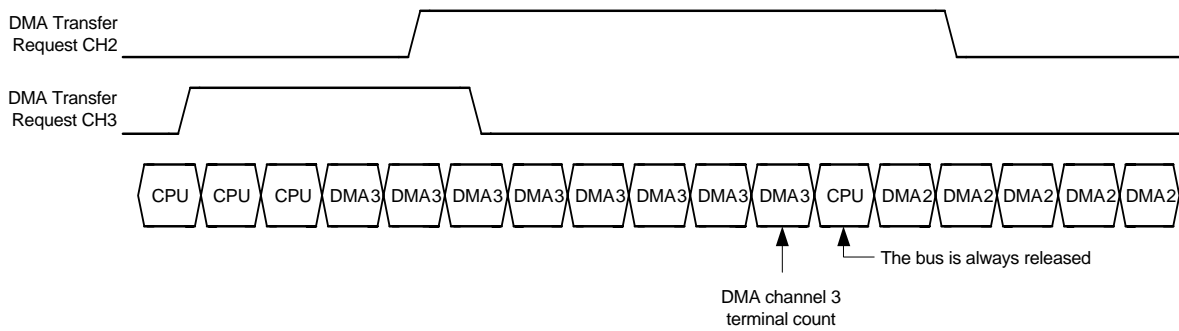 DMA Transfer
Request CH2
DMA Transfer
Request CH3
CPU CPU CPU DMA3 DMA3 DMA3 DMA3 DMA3 DMA3 DMA3 DMA3 CPU DMA2 DMA2 DMA2 DMA2 DMA2
The bus is always released
DMA channel 3
terminal count